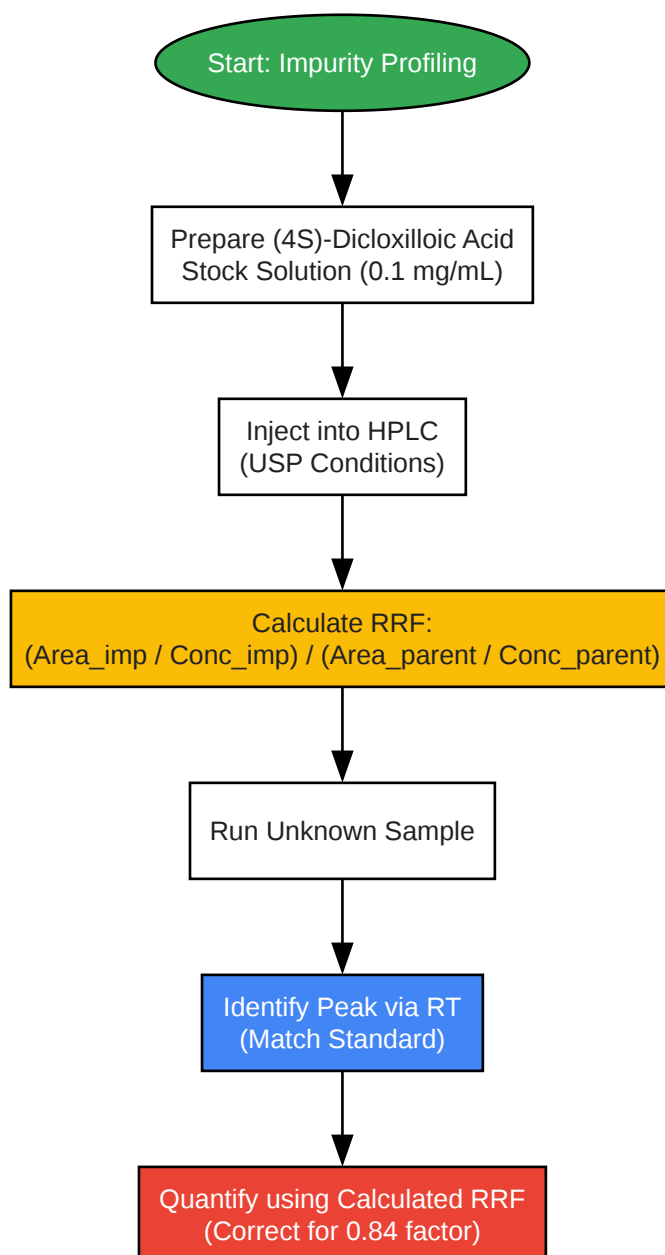 Start: Impurity Profiling
Prepare (4S)-Dicloxilloic Acid
Stock Solution (0.1 mg/mL)
Inject into HPLC
(USP Conditions)
Calculate RRF:
(Area_imp / Conc_imp) / (Area_parent / Conc_parent)
Run Unknown Sample
Identify Peak via RT
(Match Standard)
Quantify using Calculated RRF
(Correct for 0.84 factor)